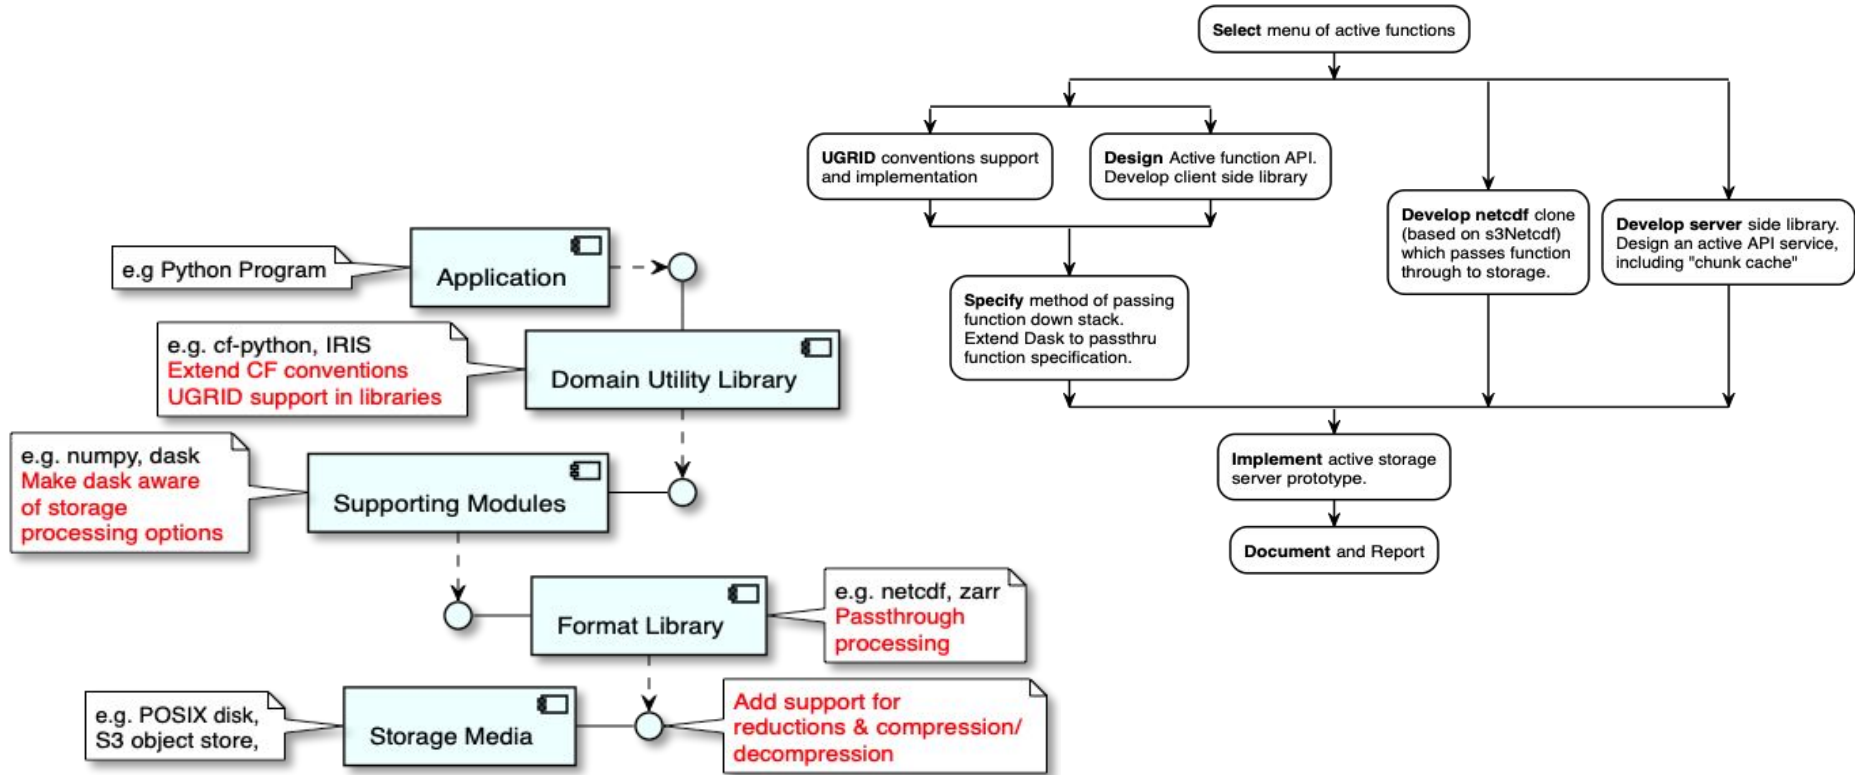 e.g Python Program
Application
e.g. cf-python, IRIS
Extend CF conventions
UGRID support in libraries
Domain Utility Library
e.g. numpy, dask
Make dask aware
of storage
processing options
Supporting Modules
Format Library
e.g. netcdf, zarr
Passthrough
processing
e.g. POSIX disk,
S3 object store,
Storage Media
Add support for
reductions & compression/
decompression
Select menu of active functions
UGRID conventions support
and implementation
Design Active function API.
Develop client side library
Develop netcdf clone
(based on s3Netcdf)
which passes function
through to storage.
Develop server side library.
Design an active API service,
including "chunk cache"
Specify method of passing
function down stack.
Extend Dask to passthru
function specification.
Implement active storage
server prototype.
Document and Report